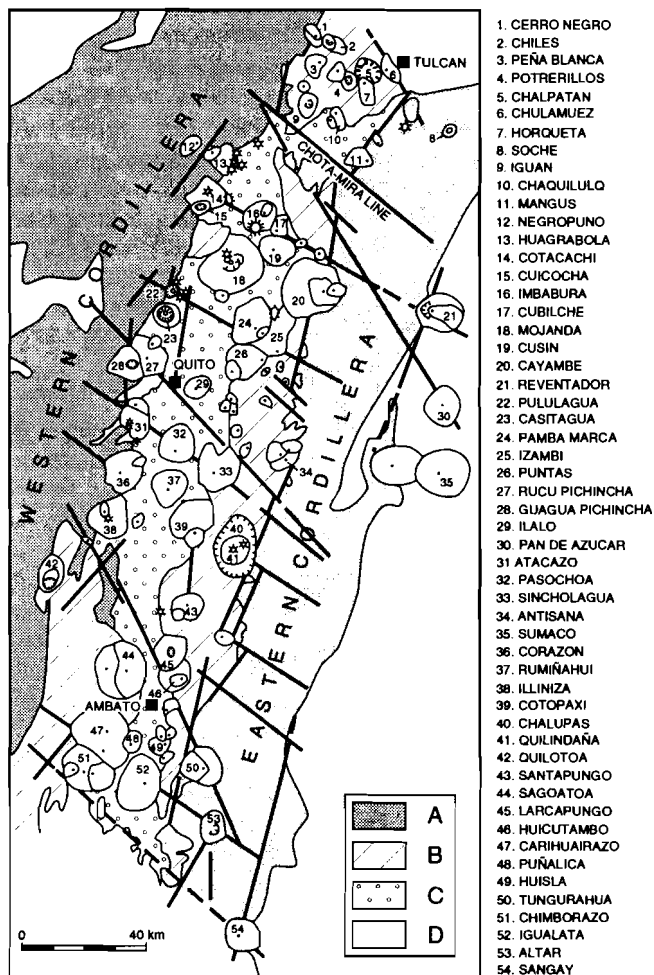 TULCAN
CHOTA-MIRA LINE
WESTERN CORDILLERA
QUITO
EASTERN CORDILLERA
AMBATO
A
B
C
D
0 40 km
1. CERRO NEGRO
2. CHILES
3. PEÑA BLANCA
4. POTRERILLOS
5. CHALPATAN
6. CHULAMUEZ
7. HORQUETA
8. SOCHE
9. IGUAN
10. CHAQUILULQ
11. MANGUS
12. NEGROPUNO
13. HUAGRABOLA
14. COTACACHI
15. CUICOCHA
16. IMBABURA
17. CUBILCHE
18. MOJANDA
19. CUSIN
20. CAYAMBE
21. REVENTADOR
22. PULULAGUA
23. CASITAGUA
24. PAMBA MARCA
25. IZAMBI
26. PUNTAS
27. RUCU PICHINCHA
28. GUAGUA PICHINCHA
29. ILALO
30. PAN DE AZUCAR
31 ATACAZO
32. PASOCHOA
33. SINCHOLAGUA
34. ANTISANA
35. SUMACO
36. CORAZON
37. RUMIÑAHUI
38. ILLINIZA
39. COTOPAXI
40. CHALUPAS
41. QUILINDAÑA
42. QUILOTOA
43. SANTAPUNGO
44. SAGOATOA
45. LARCAPUNGO
46. HUICUTAMBO
47. CARIHUAIRAZO
48. PUÑALICA
49. HUISLA
50. TUNGURAHUA
51. CHIMBORAZO
52. IGUALATA
53. ALTAR
54. SANGAY